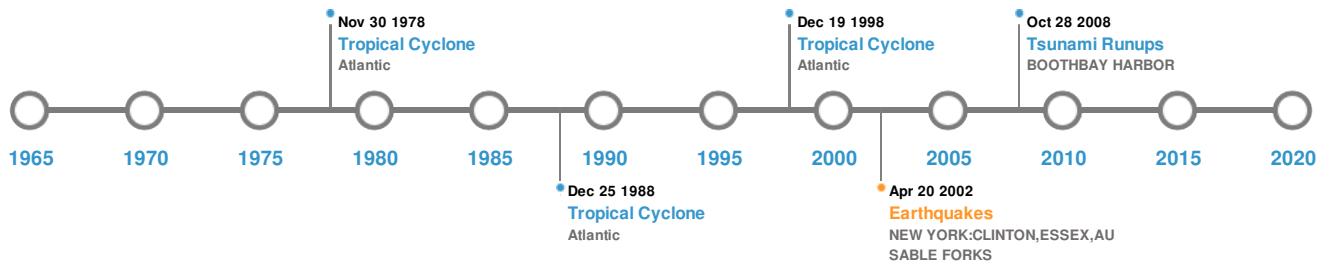 Nov 30 1978
Tropical Cyclone
Atlantic
Dec 19 1998
Tropical Cyclone
Atlantic
Oct 28 2008
Tsunami Runups
BOOTHBAY HARBOR
1965 1970 1975 1980 1985 1990 1995 2000 2005 2010 2015 2020
Dec 25 1988
Tropical Cyclone
Atlantic
Apr 20 2002
Earthquakes
NEW YORK:CLINTON,ESSEX,AU
SABLE FORKS